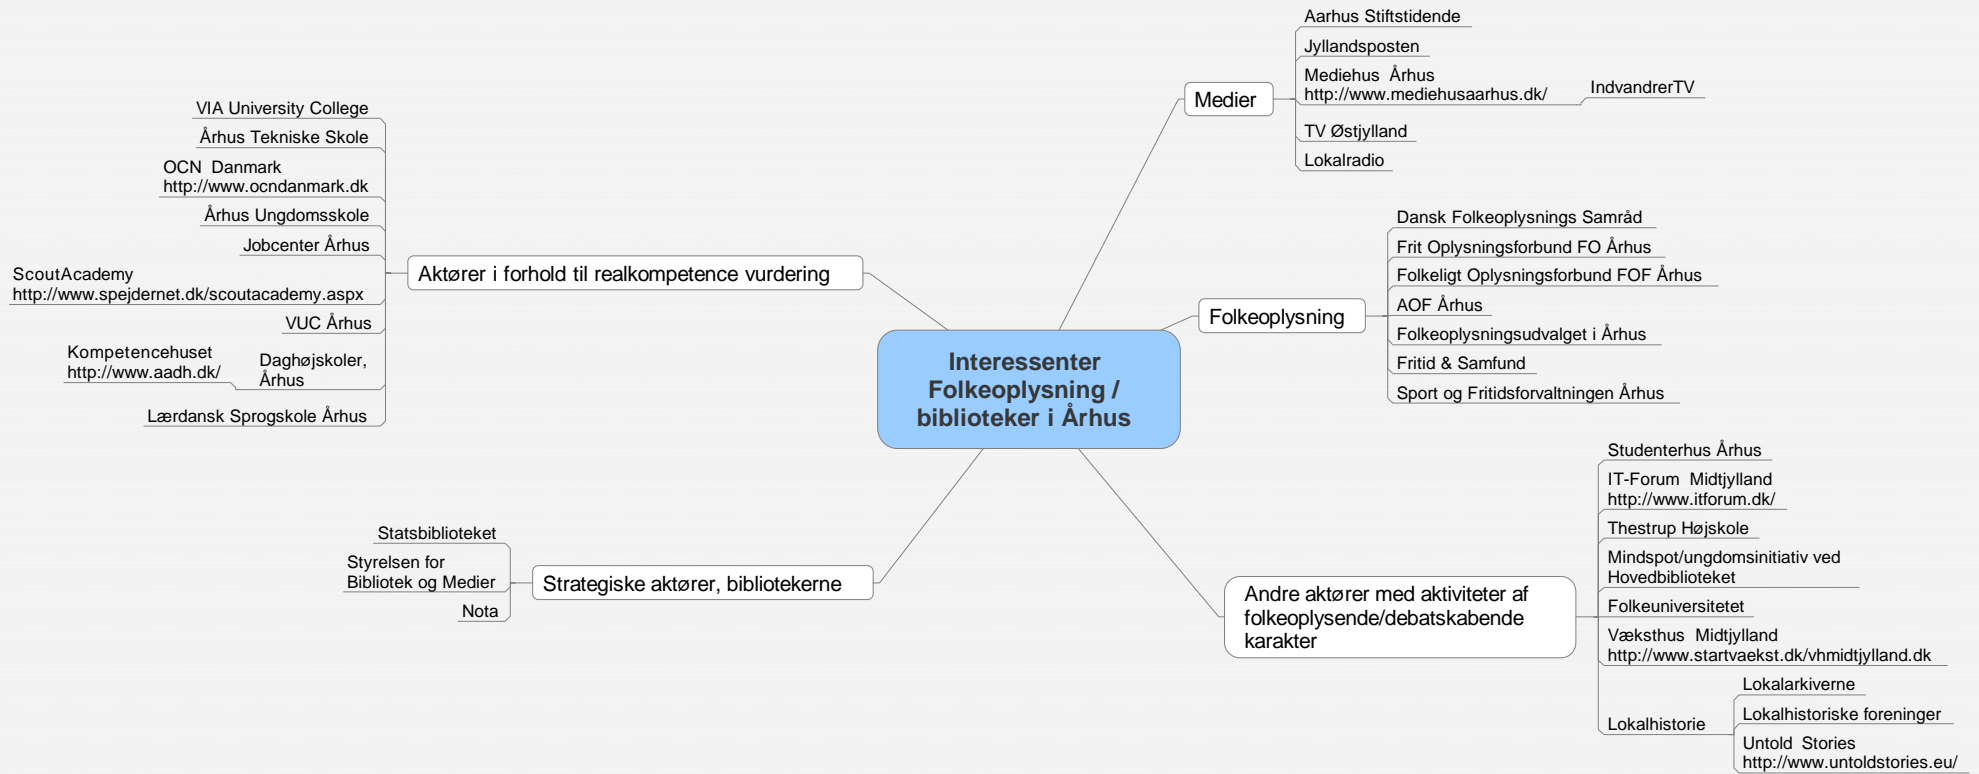 Interessenter
Folkeoplysning /
biblioteker i Århus
Medier
Aarhus Stiftstidende
Jyllandsposten
Mediehus Århus
http://www.mediehusaarhus.dk/
IndvandrerTV
TV Østjylland
Lokalradio
Folkeoplysning
Dansk Folkeoplysnings Samråd
Frit Oplysningsforbund FO Århus
Folkeligt Oplysningsforbund FOF Århus
AOF Århus
Folkeoplysningsudvalget i Århus
Fritid & Samfund
Sport og Fritidsforvaltningen Århus
Andre aktører med aktiviteter af
folkeoplysende/debatskabende
karakter
Studenterhus Århus
IT-Forum Midtjylland
http://www.itforum.dk/
Thestrup Højskole
Mindspot/ungdomsinitiativ ved
Hovedbiblioteket
Folkeuniversitetet
Væksthus Midtjylland
http://www.startvaekst.dk/vhmidtjylland.dk
Lokalhistorie
Lokalarkiverne
Lokalhistoriske foreninger
Untold Stories
http://www.untoldstories.eu/
Aktører i forhold til realkompetence vurdering
VIA University College
Århus Tekniske Skole
OCN Danmark
http://www.ocndanmark.dk
Århus Ungdomsskole
Jobcenter Århus
ScoutAcademy
http://www.spejdernet.dk/scoutacademy.aspx
VUC Århus
Daghøjskoler,
Århus
Kompetencehuset
http://www.aadh.dk/
Lærdansk Sprogskole Århus
Strategiske aktører, bibliotekerne
Statsbiblioteket
Styrelsen for
Bibliotek og Medier
Nota